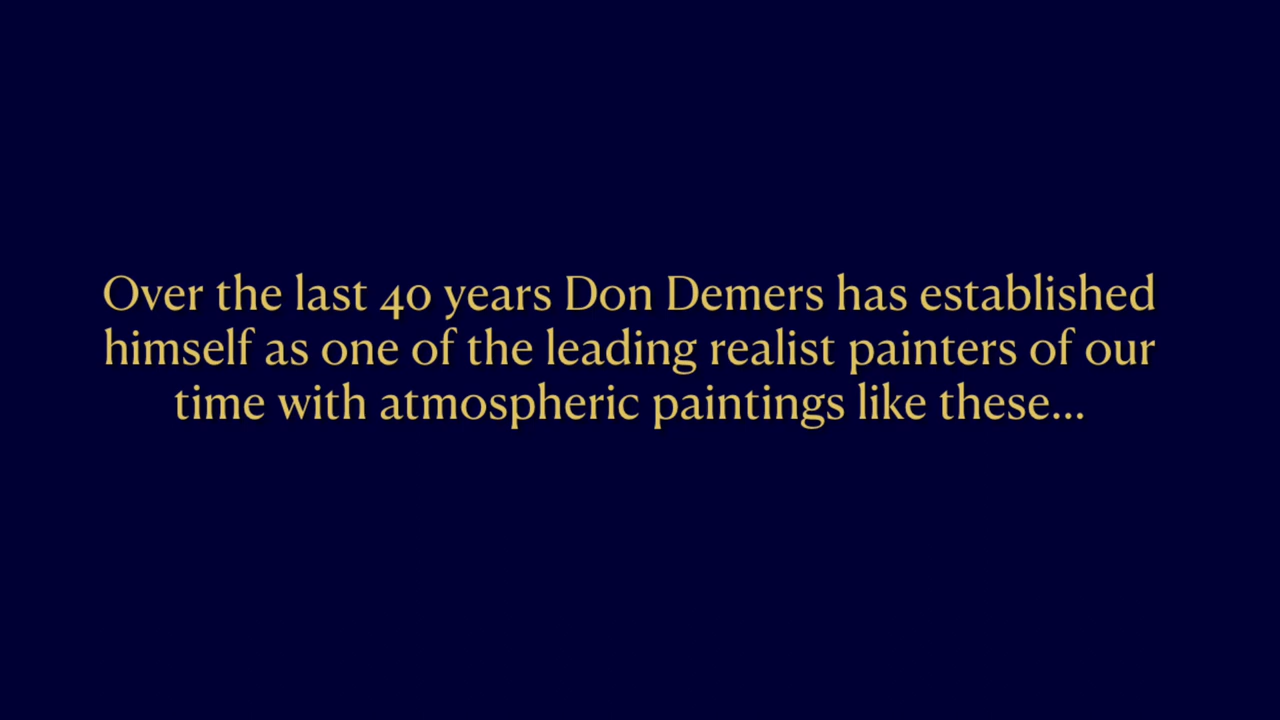 Over the last 40 years Don Demers has established
himself as one of the leading realist painters of our
time with atmospheric paintings like these...